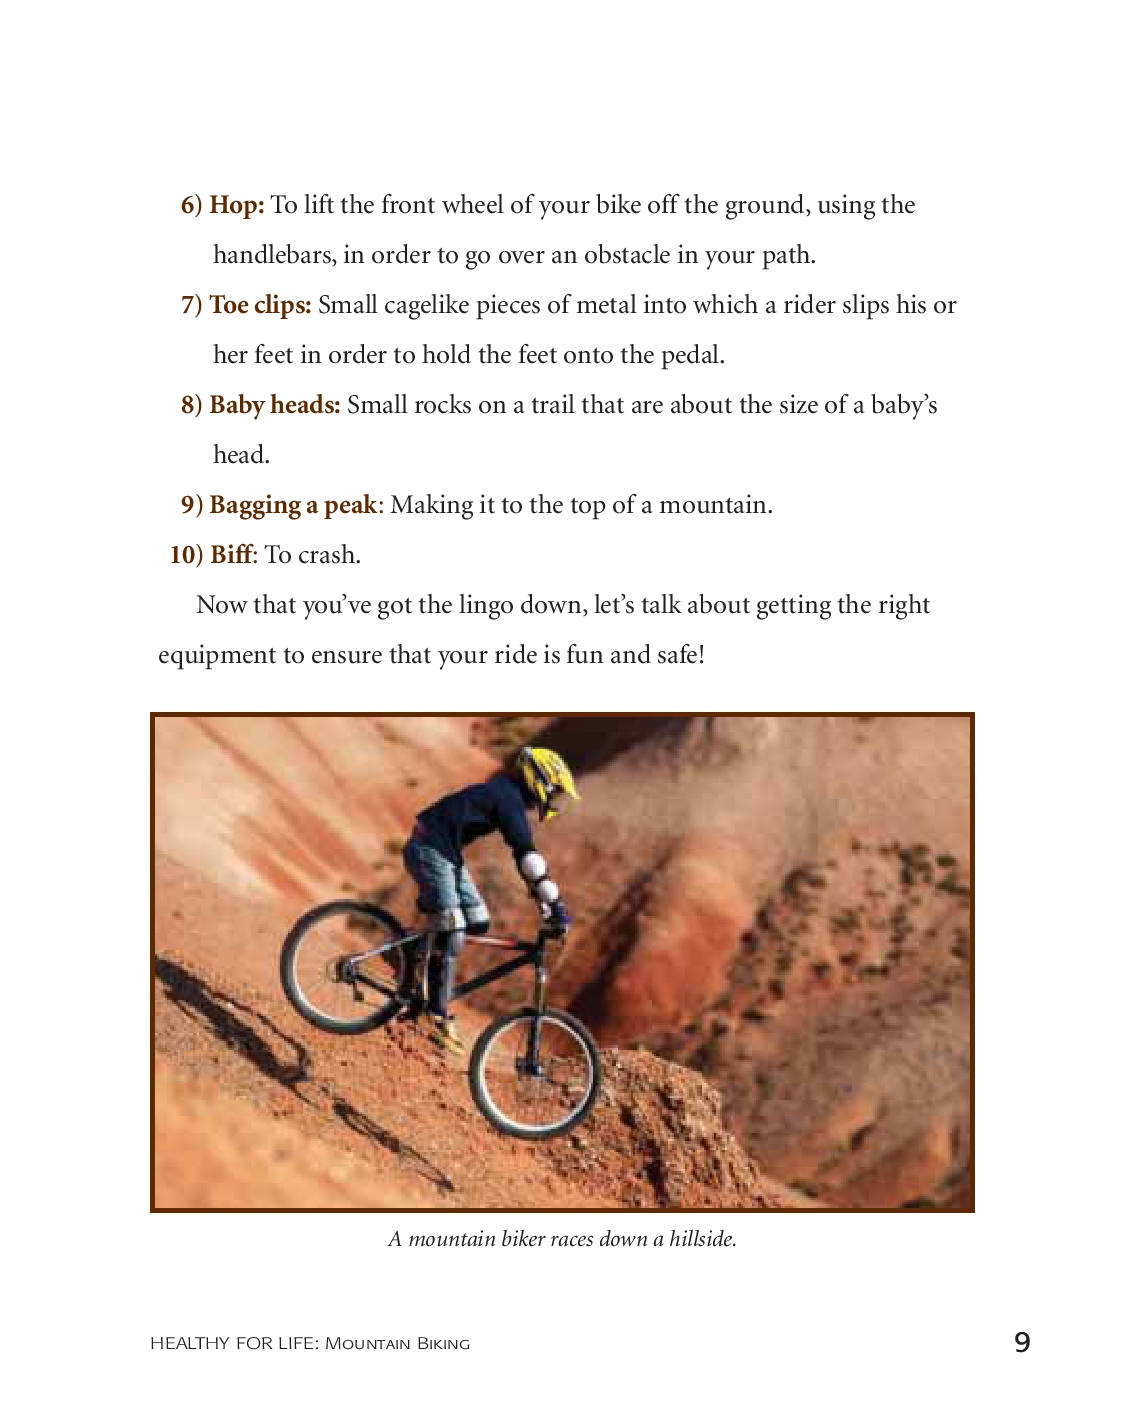 6) Hop: To lift the front wheel of your bike off the ground, using the
handlebars, in order to go over an obstacle in your path.
7) Toe clips: Small cagelike pieces of metal into which a rider slips his or
her feet in order to hold the feet onto the pedal.
8) Baby heads: Small rocks on a trail that are about the size of a baby’s
head.
9) Bagging a peak: Making it to the top of a mountain.
10) Biff: To crash.
Now that you’ve got the lingo down, let’s talk about getting the right
equipment to ensure that your ride is fun and safe!
A mountain biker races down a hillside.
HEALTHY FOR LIFE: Mountain Biking 9